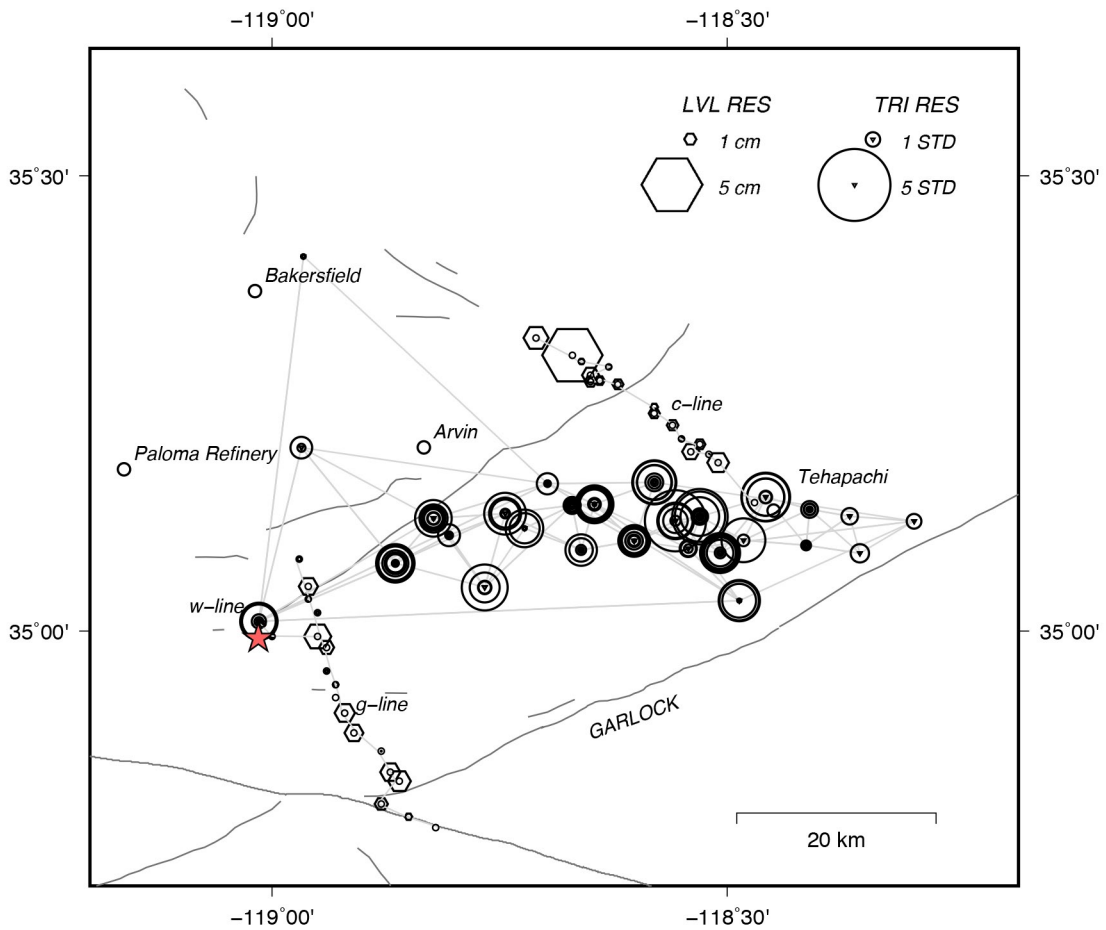 −119˚00'
−118˚30'
LVL RES
TRI RES
1 cm
1 STD
35˚30'
5 cm
5 STD
35˚30'
Bakersfield
c−line
Arvin
Paloma Refinery
Tehapachi
w−line
35˚00'
35˚00'
g−line
GARLOCK
20 km
−119˚00'
−118˚30'